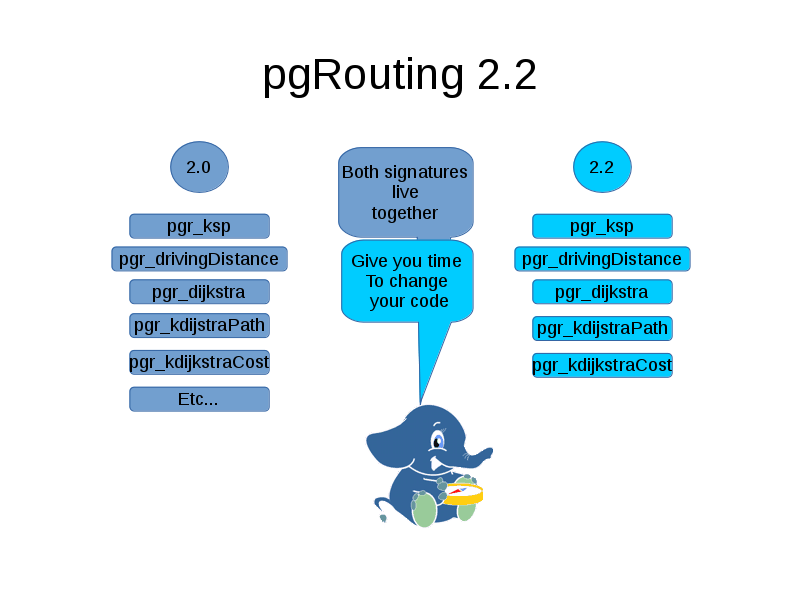 pgRouting 2.2
2.0
pgr_ksp
pgr_drivingDistance
pgr_dijkstra
pgr_kdijstraPath
pgr_kdijkstraCost
Etc...
Both signatures
live
together
Give you time
To change
your code
2.2
pgr_ksp
pgr_drivingDistance
pgr_dijkstra
pgr_kdijstraPath
pgr_kdijkstraCost